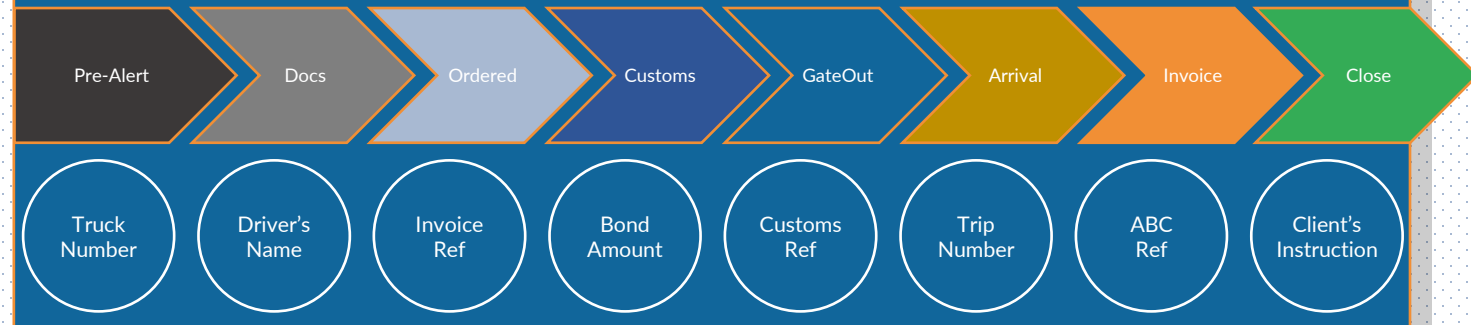 Pre-Alert
Docs
Ordered
Customs
GateOut
Arrival
Invoice
Close
Truck
Number
Driver’s
Name
Invoice
Ref
Bond
Amount
Customs
Ref
Trip
Number
ABC
Ref
Client’s
Instruction